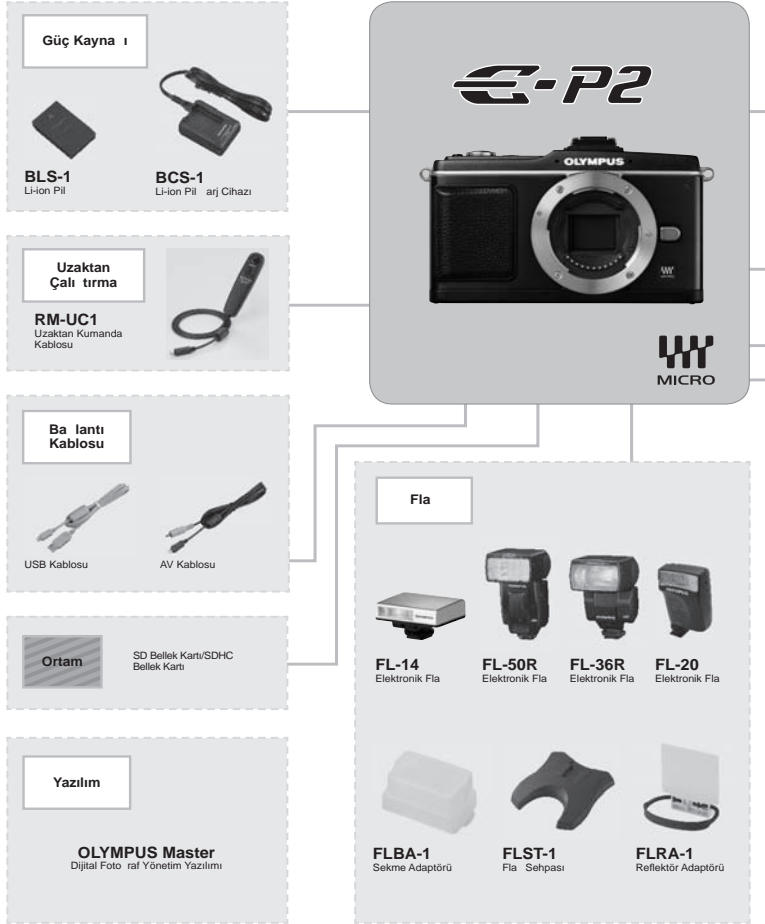 Güç Kayna ı
BLS-1
Li-ion Pil
BCS-1
Li-ion Pil arj Cihazı
Uzaktan
Çalı tırma
RM-UC1
Uzaktan Kumanda
Kablosu
Ba lantı
Kablosu
USB Kablosu
AV Kablosu
Ortam
SD Bellek Kartı/SDHC
Bellek Kartı
Yazılım
OLYMPUS Master
Dijital Foto raf Yönetim Yazılımı
E-P2
OLYMPUS
MICRO
Fla
FL-14
Elektronik Fla
FL-50R
Elektronik Fla
FL-36R
Elektronik Fla
FL-20
Elektronik Fla
FLBA-1
Sekme Adaptörü
FLST-1
Fla Sehpası
FLRA-1
Reflektör Adaptörü